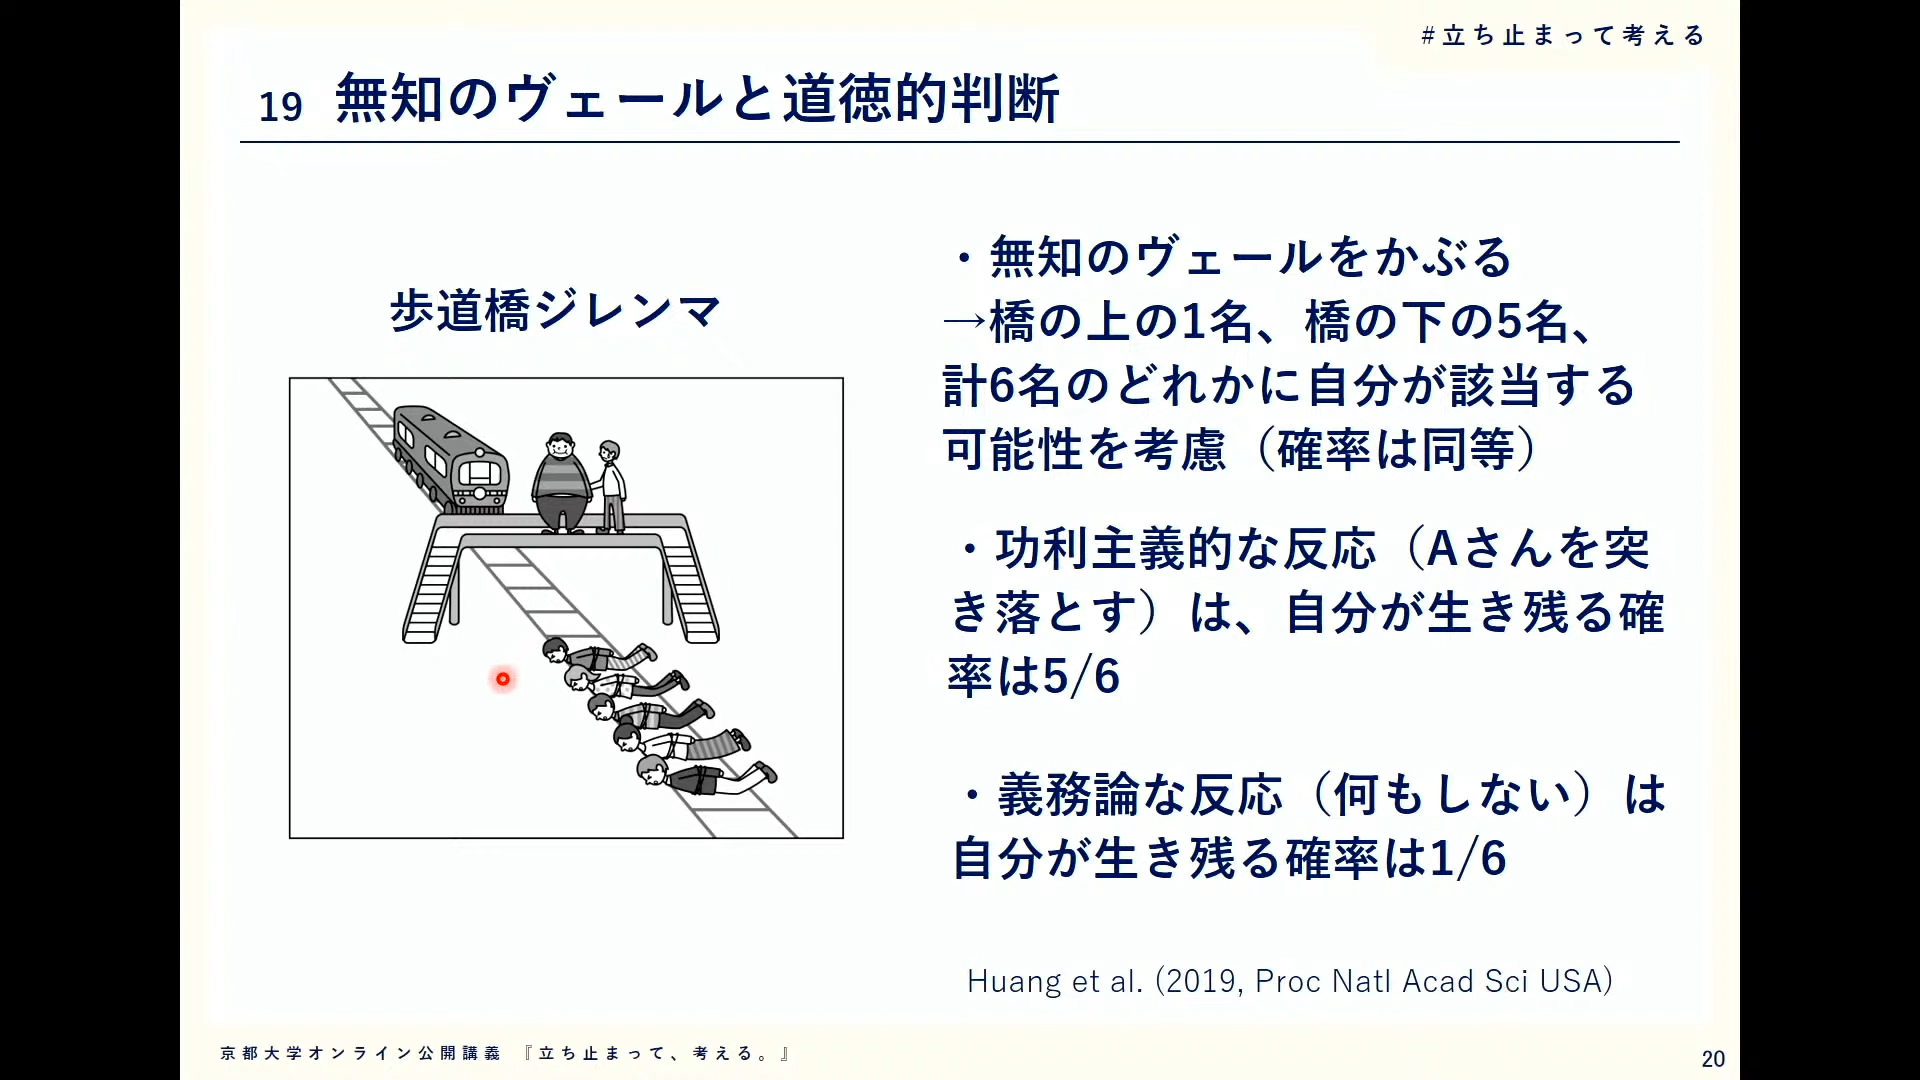 #立ち止まって考える
19 無知のヴェールと道徳的判断
歩道橋ジレンマ
・無知のヴェールをかぶる
→橋の上の1名、橋の下の5名、
計6名のどれかに自分が該当する
可能性を考慮（確率は同等）
・功利主義的な反応（Aさんを突
き落とす）は、自分が生き残る確
率は5/6
・義務論な反応（何もしない）は
自分が生き残る確率は1/6
Huang et al. (2019, Proc Natl Acad Sci USA)
京都大学オンライン公開講義 『立ち止まって、考える。』
20